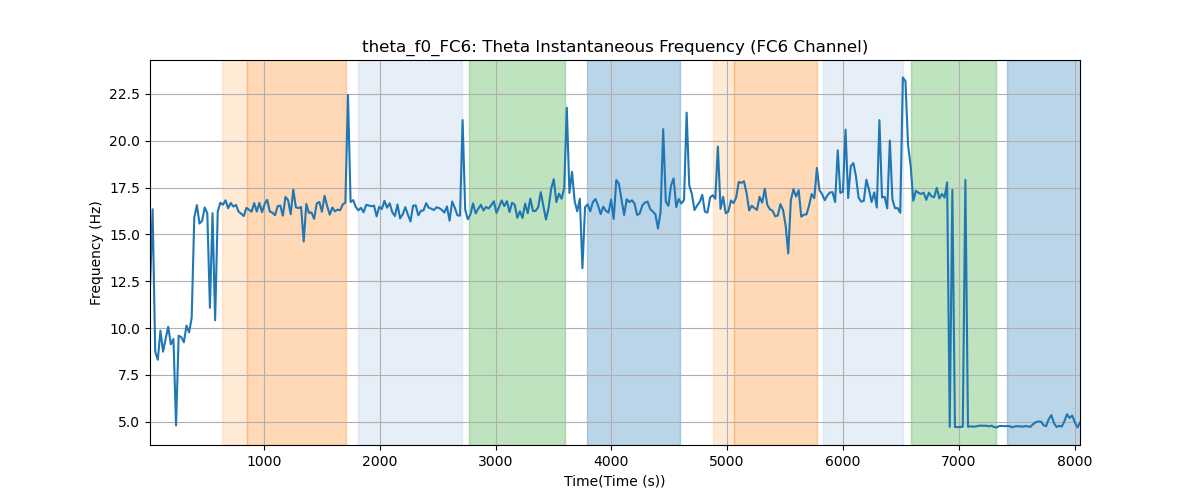 theta_f0_FC6: Theta Instantaneous Frequency (FC6 Channel)
22.5
20.0
17.5
15.0
12.5
10.0
7.5
5.0
Frequency (Hz)
1000 2000 3000 4000 5000 6000 7000 8000
Time(Time (s))